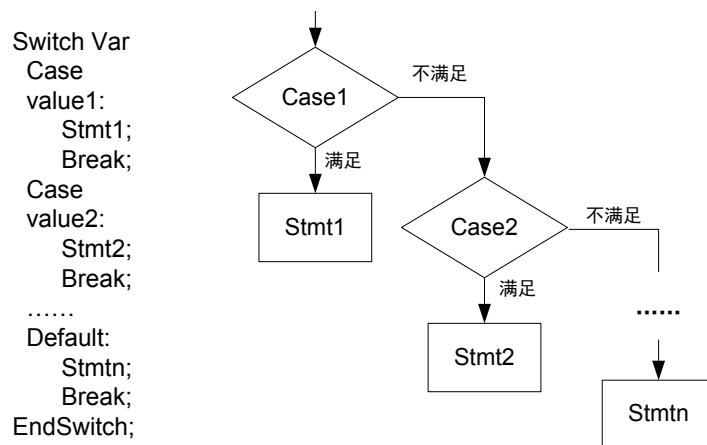 Switch Var
Case
value1:
Stmt1;
Break;
Case
value2:
Stmt2;
Break;
……
Default:
Stmtn;
Break;
EndSwitch;
Case1
不满足
满足
Stmt1
Case2
不满足
满足
Stmt2
……
Stmtn